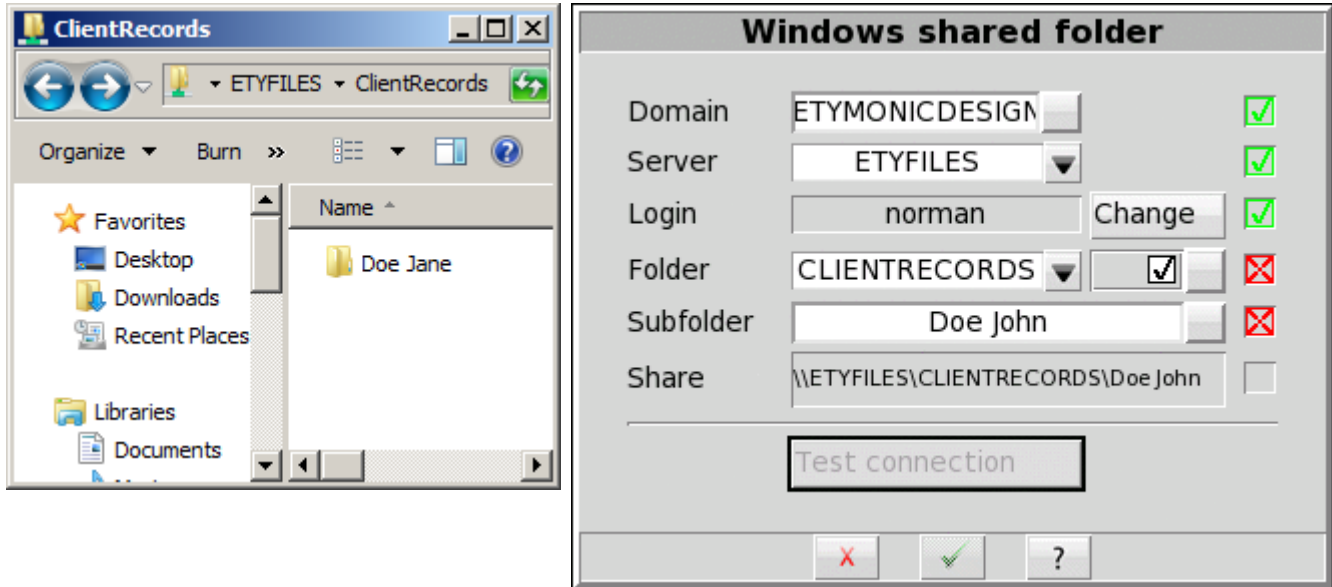 ClientRecords
ETYFILES ClientRecords
Organize Burn »
Name
Favorites
Desktop
Downloads
Recent Places
Libraries
Documents
Doe Jane
Windows shared folder
Domain ETYMONICDESIGN
Server ETYFILES
Login norman Change
Folder CLIENTRECORDS
Subfolder Doe John
Share \\ETYFILES\CLIENTRECORDS\Doe John
Test connection
X ?